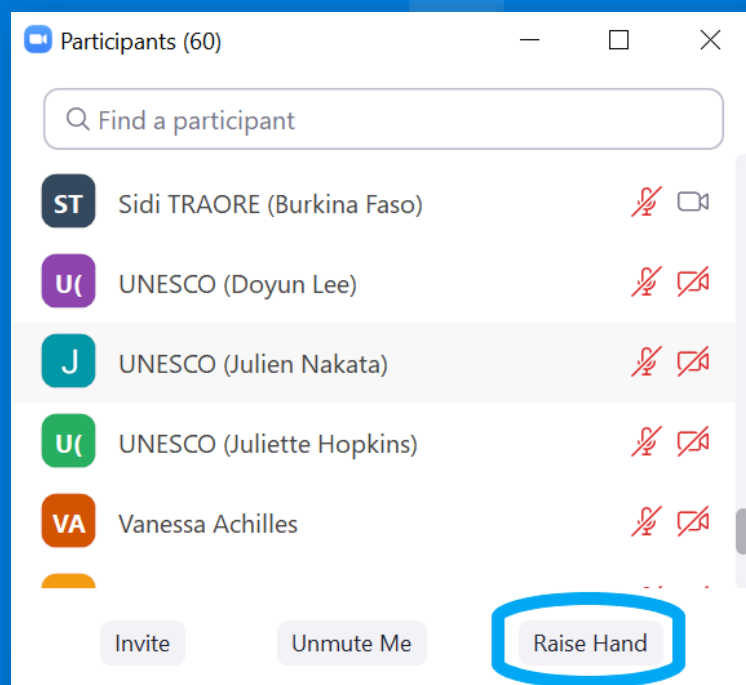 Participants (60)
Find a participant
ST Sidi TRAORE (Burkina Faso)
U( UNESCO (Doyun Lee)
J UNESCO (Julien Nakata)
U( UNESCO (Juliette Hopkins)
VA Vanessa Achilles
Invite Unmute Me Raise Hand